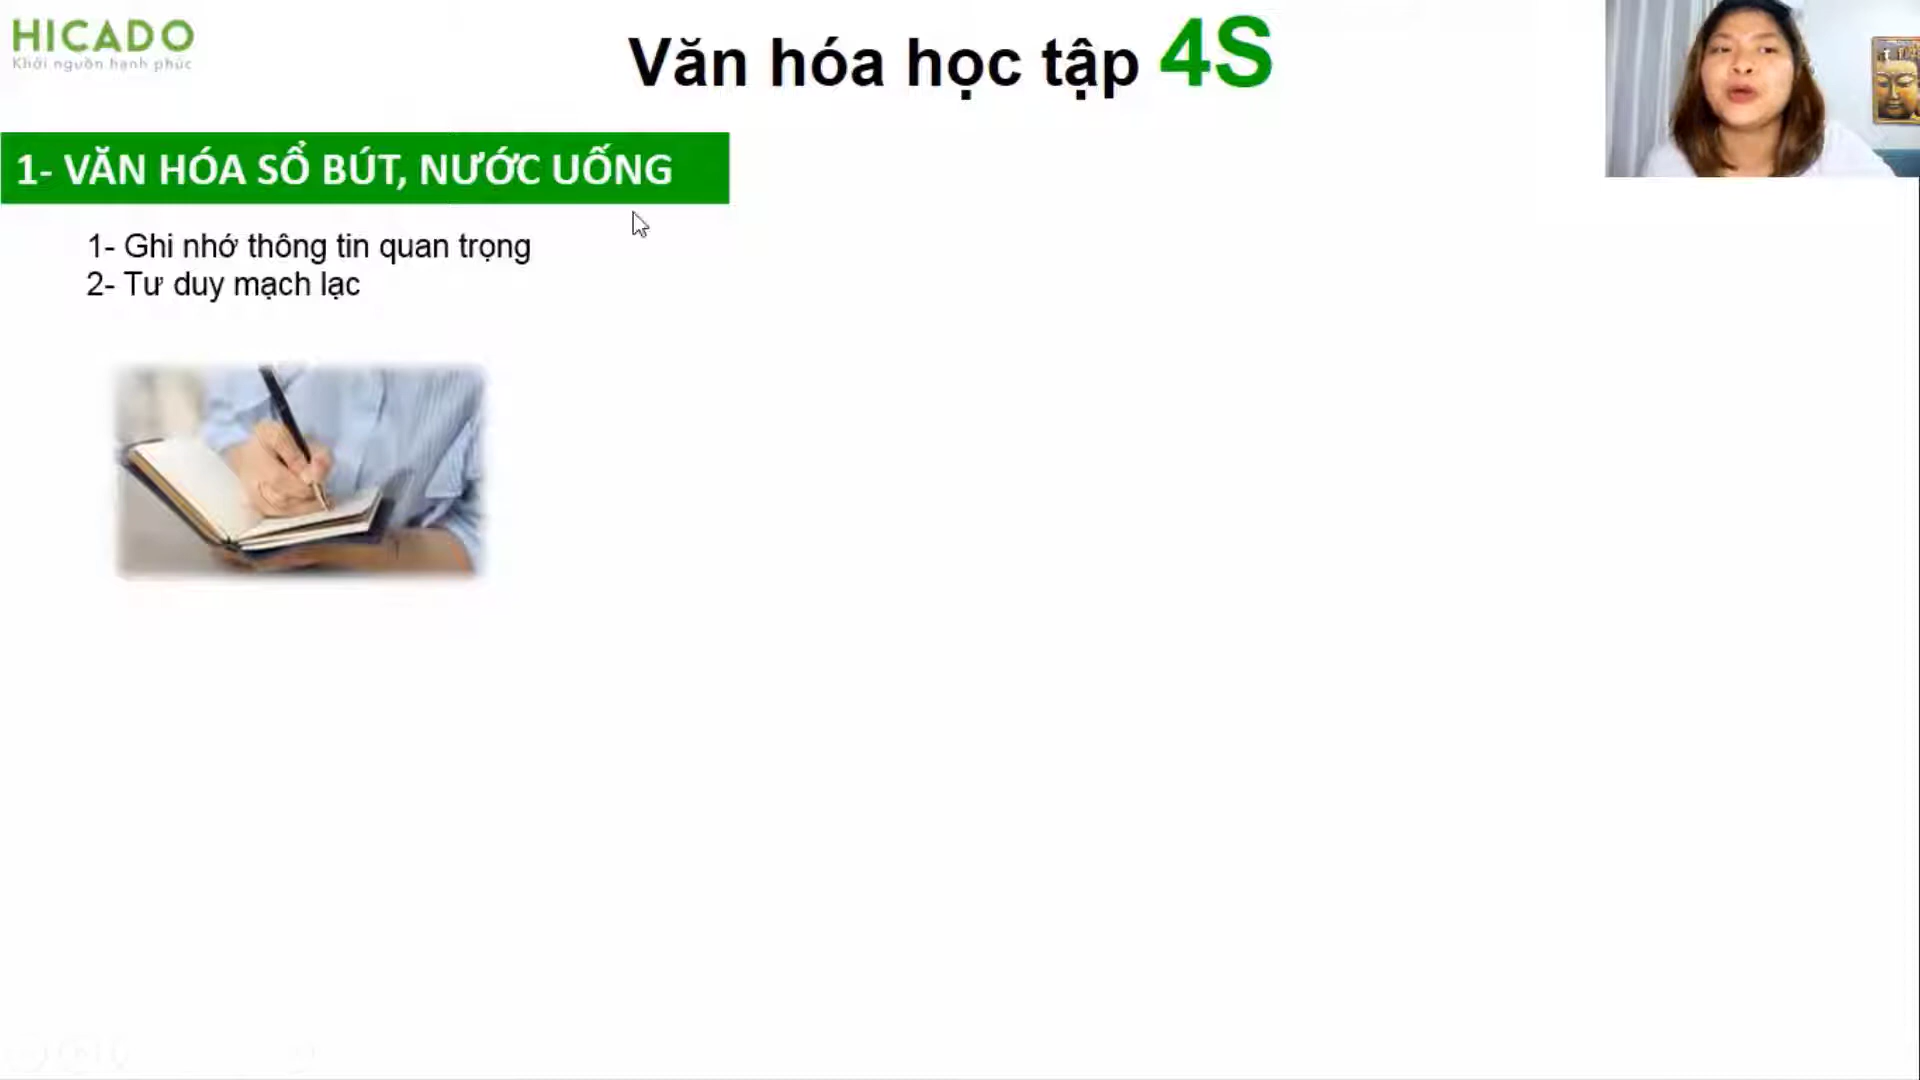 HICADO
Khởi nguồn hạnh phúc
Văn hóa học tập 4S
1- VĂN HÓA SỔ BÚT, NƯỚC UỐNG
1- Ghi nhớ thông tin quan trọng
2- Tư duy mạch lạc